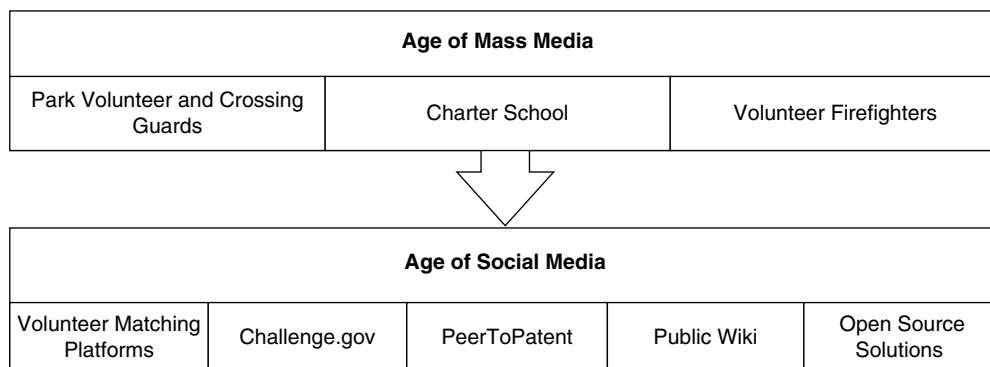 Age of Mass Media
Park Volunteer and Crossing
Guards
Charter School
Volunteer Firefighters
Age of Social Media
Volunteer Matching
Platforms
Challenge.gov
PeerToPatent
Public Wiki
Open Source
Solutions